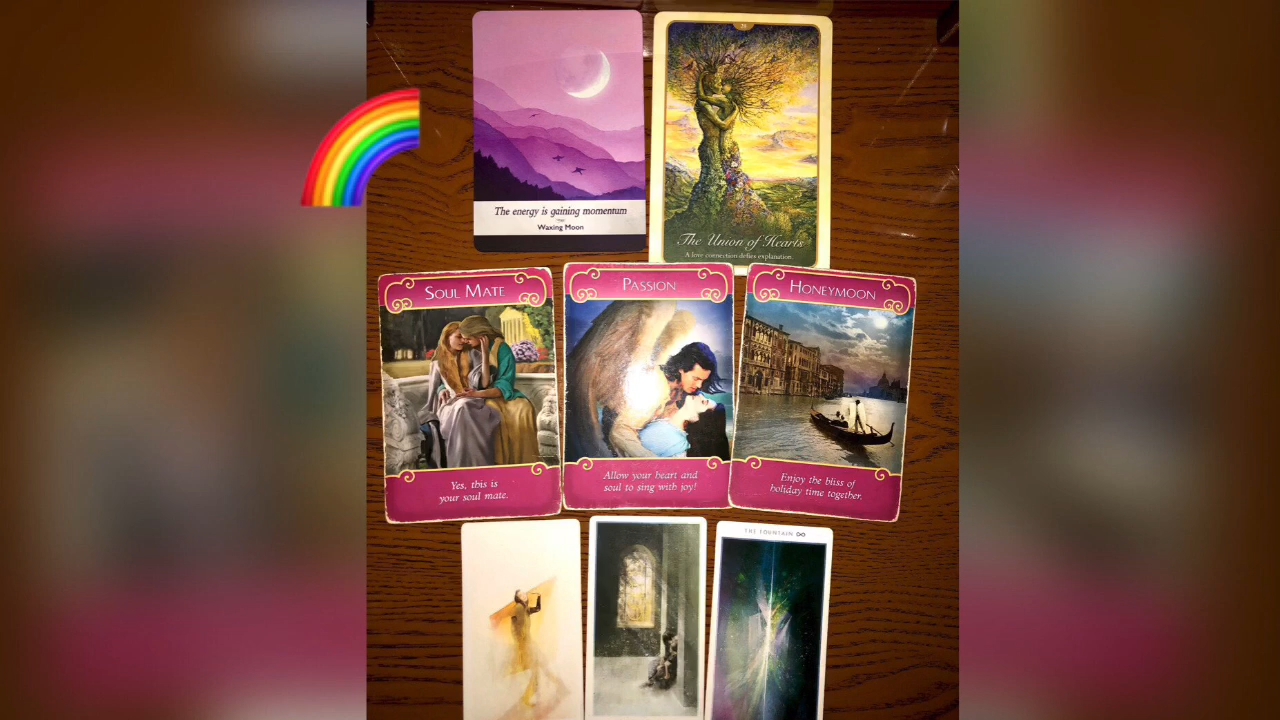 The energy is gaining momentum
Waxing Moon
The Union of Hearts
A love connection defies explanation.
SOUL MATE
Yes, this is
your soul mate.
PASSION
Allow your heart and
soul to sing with joy!
HONEYMOON
Enjoy the bliss of
holiday time together.
THE FOUNTAIN ∞